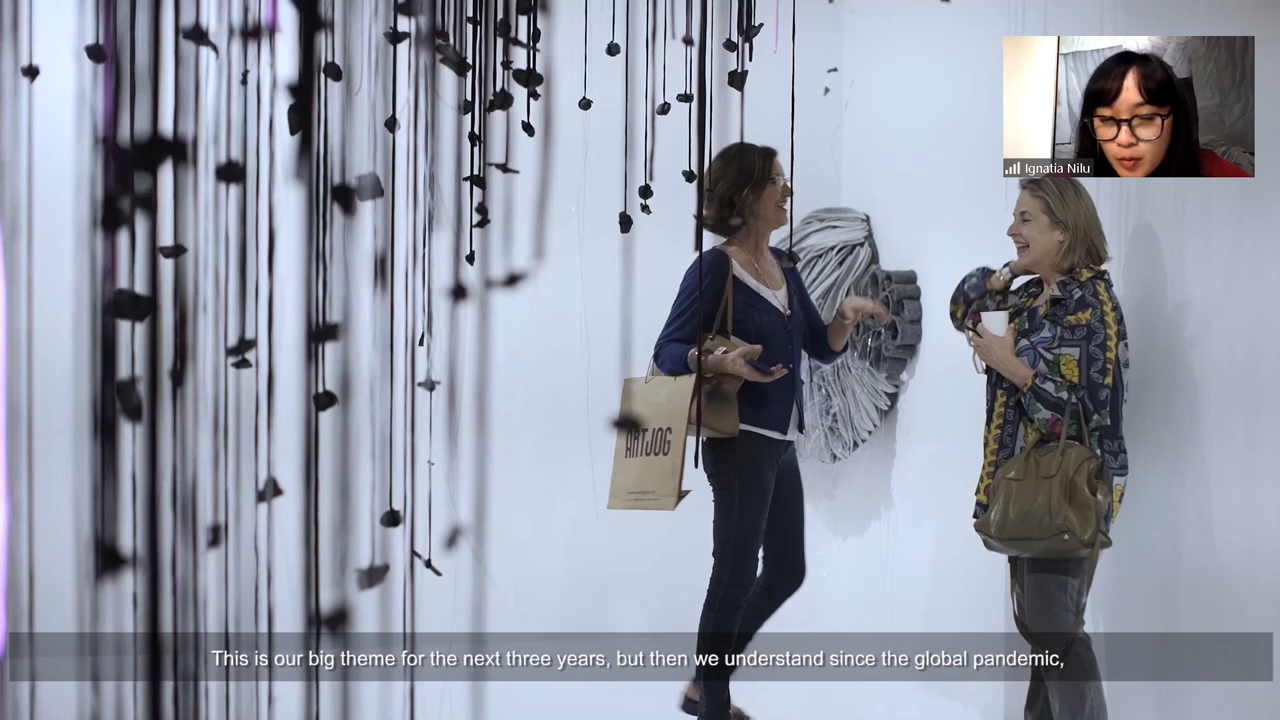 Ignatia Nilu
ARTJOG
This is our big theme for the next three years, but then we understand since the global pandemic,